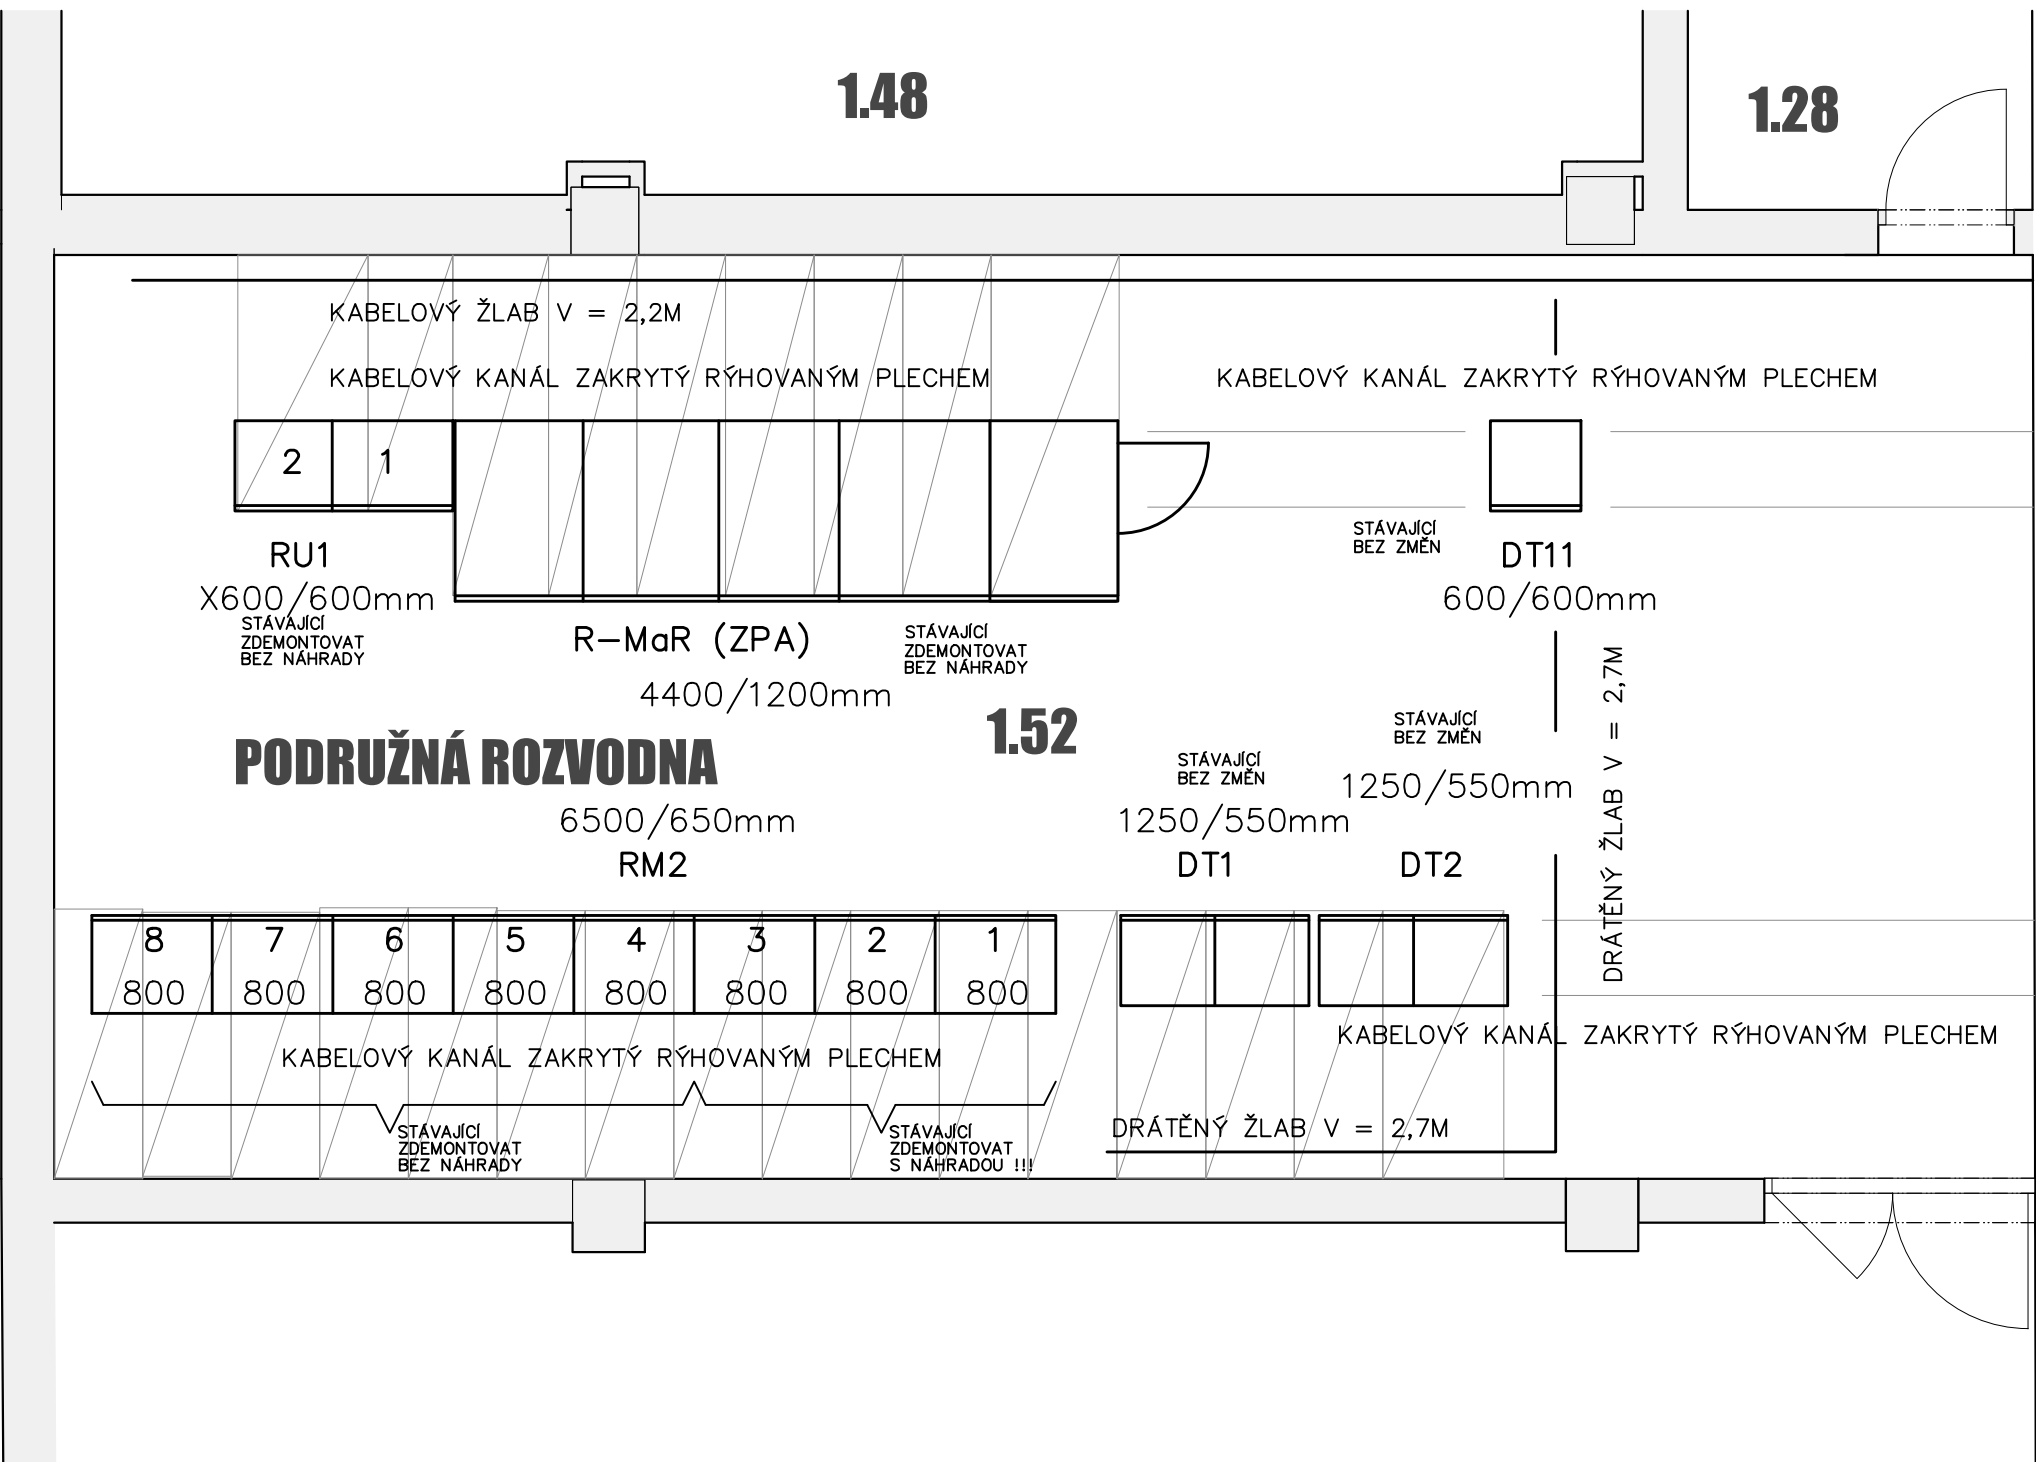 1.48
1.28
KABELOVÝ ŽLAB V = 2,2M
KABELOVÝ KANÁL ZAKRYTÝ RÝHOVANÝM PLECHEM
KABELOVÝ KANÁL ZAKRYTÝ RÝHOVANÝM PLECHEM
2 1
RU1
X600/600mm
STÁVAJÍCÍ
ZDEMONTOVAT
BEZ NÁHRADY
R-MaR (ZPA)
4400/1200mm
STÁVAJÍCÍ
ZDEMONTOVAT
BEZ NÁHRADY
STÁVAJÍCÍ
BEZ ZMĚN
DT11
600/600mm
DRÁTĚNÝ ŽLAB V = 2,7M
1.52
PODRUŽNÁ ROZVODNA
6500/650mm
RM2
STÁVAJÍCÍ
BEZ ZMĚN
1250/550mm
DT1
STÁVAJÍCÍ
BEZ ZMĚN
1250/550mm
DT2
8 7 6 5 4 3 2 1
800 800 800 800 800 800 800 800
KABELOVÝ KANÁL ZAKRYTÝ RÝHOVANÝM PLECHEM
KABELOVÝ KANÁL ZAKRYTÝ RÝHOVANÝM PLECHEM
STÁVAJÍCÍ
ZDEMONTOVAT
BEZ NÁHRADY
STÁVAJÍCÍ
ZDEMONTOVAT
S NÁHRADOU !!!
DRÁTĚNÝ ŽLAB V = 2,7M